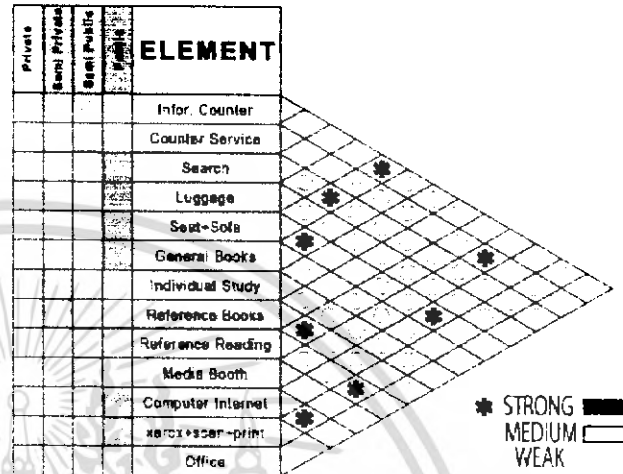 Private
Semi Private
Semi Public
Public
ELEMENT
Infor. Counter
Counter Service
Search
Luggage
Seat+Sofa
General Books
Individual Study
Reference Books
Reference Reading
Media Booth
Computer Internet
xerox+scan+print
Office
* STRONG
MEDIUM
WEAK